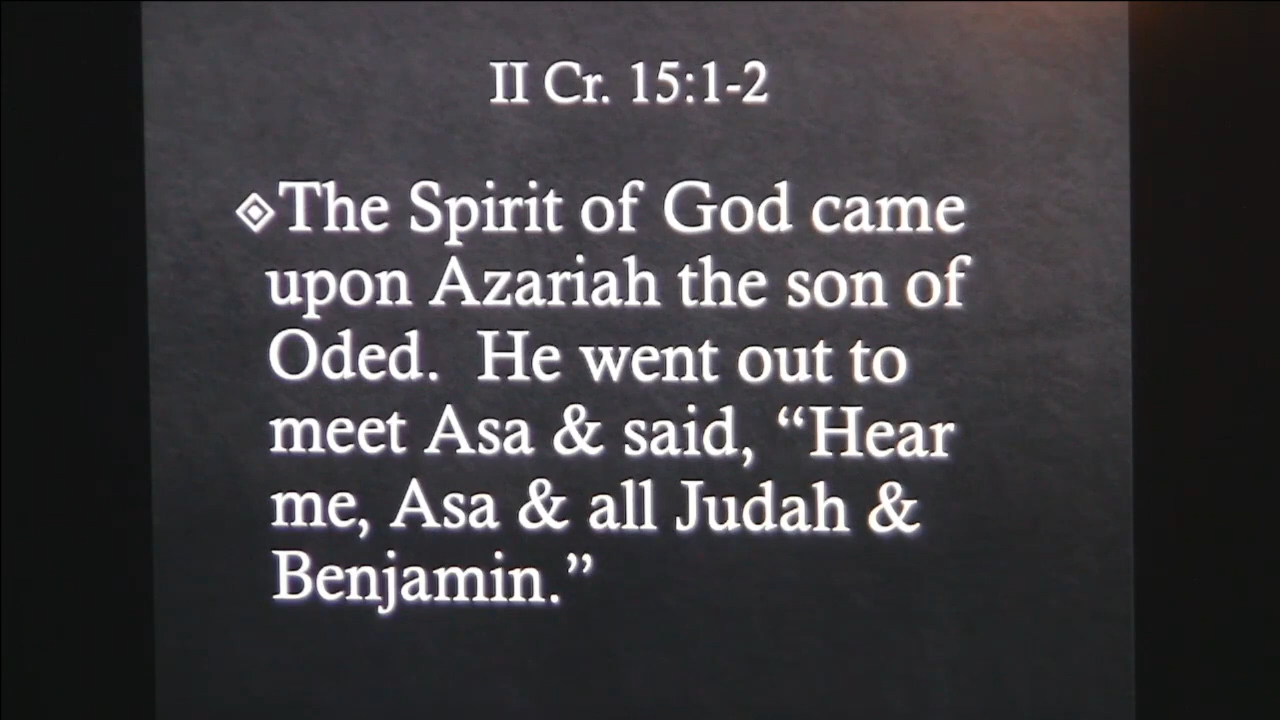 II Cr. 15:1-2
The Spirit of God came
upon Azariah the son of
Oded.  He went out to
meet Asa & said, “Hear
me, Asa & all Judah &
Benjamin.”